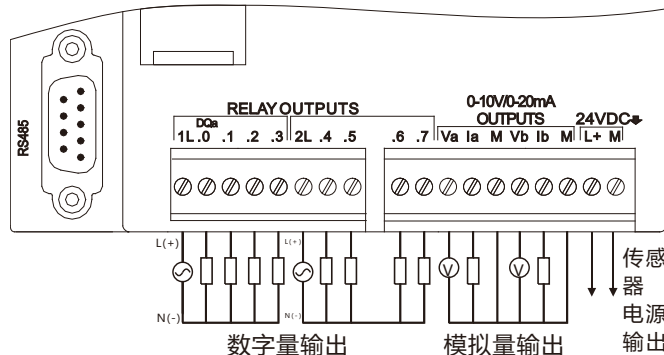 RS485
RELAY OUTPUTS
DQa
1L .0 .1 .2 .3 2L .4 .5 .6 .7
0-10V/0-20mA
OUTPUTS
Va Ia M Vb Ib M
24VDC
L+ M
L(+)
L(+)
N(-)
N(-)
V
V
数字量输出
模拟量输出
传感
器
电源
输出